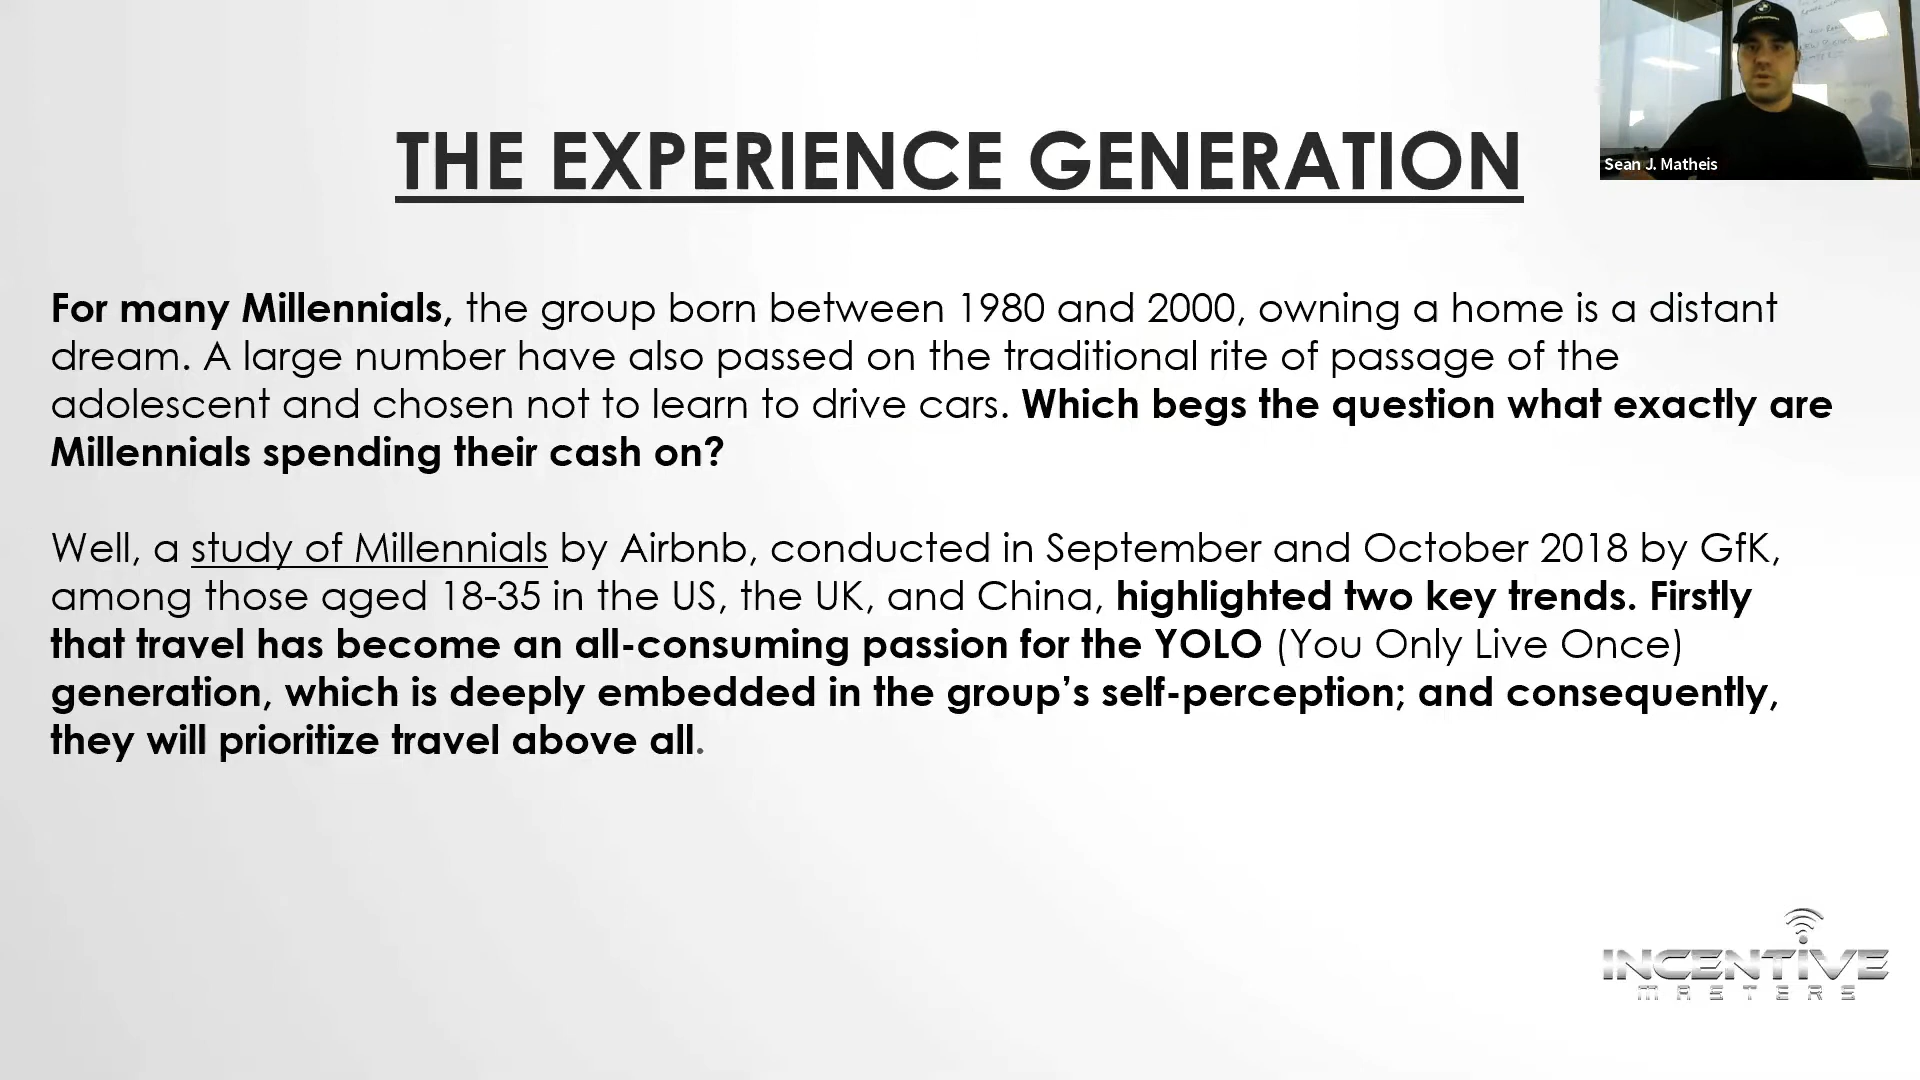 THE EXPERIENCE GENERATION
Sean J. Matheis
For many Millennials, the group born between 1980 and 2000, owning a home is a distant
dream. A large number have also passed on the traditional rite of passage of the
adolescent and chosen not to learn to drive cars. Which begs the question what exactly are
Millennials spending their cash on?
Well, a study of Millennials by Airbnb, conducted in September and October 2018 by GfK,
among those aged 18-35 in the US, the UK, and China, highlighted two key trends. Firstly
that travel has become an all-consuming passion for the YOLO (You Only Live Once)
generation, which is deeply embedded in the group’s self-perception; and consequently,
they will prioritize travel above all.
INCENTIVE
MASTERS